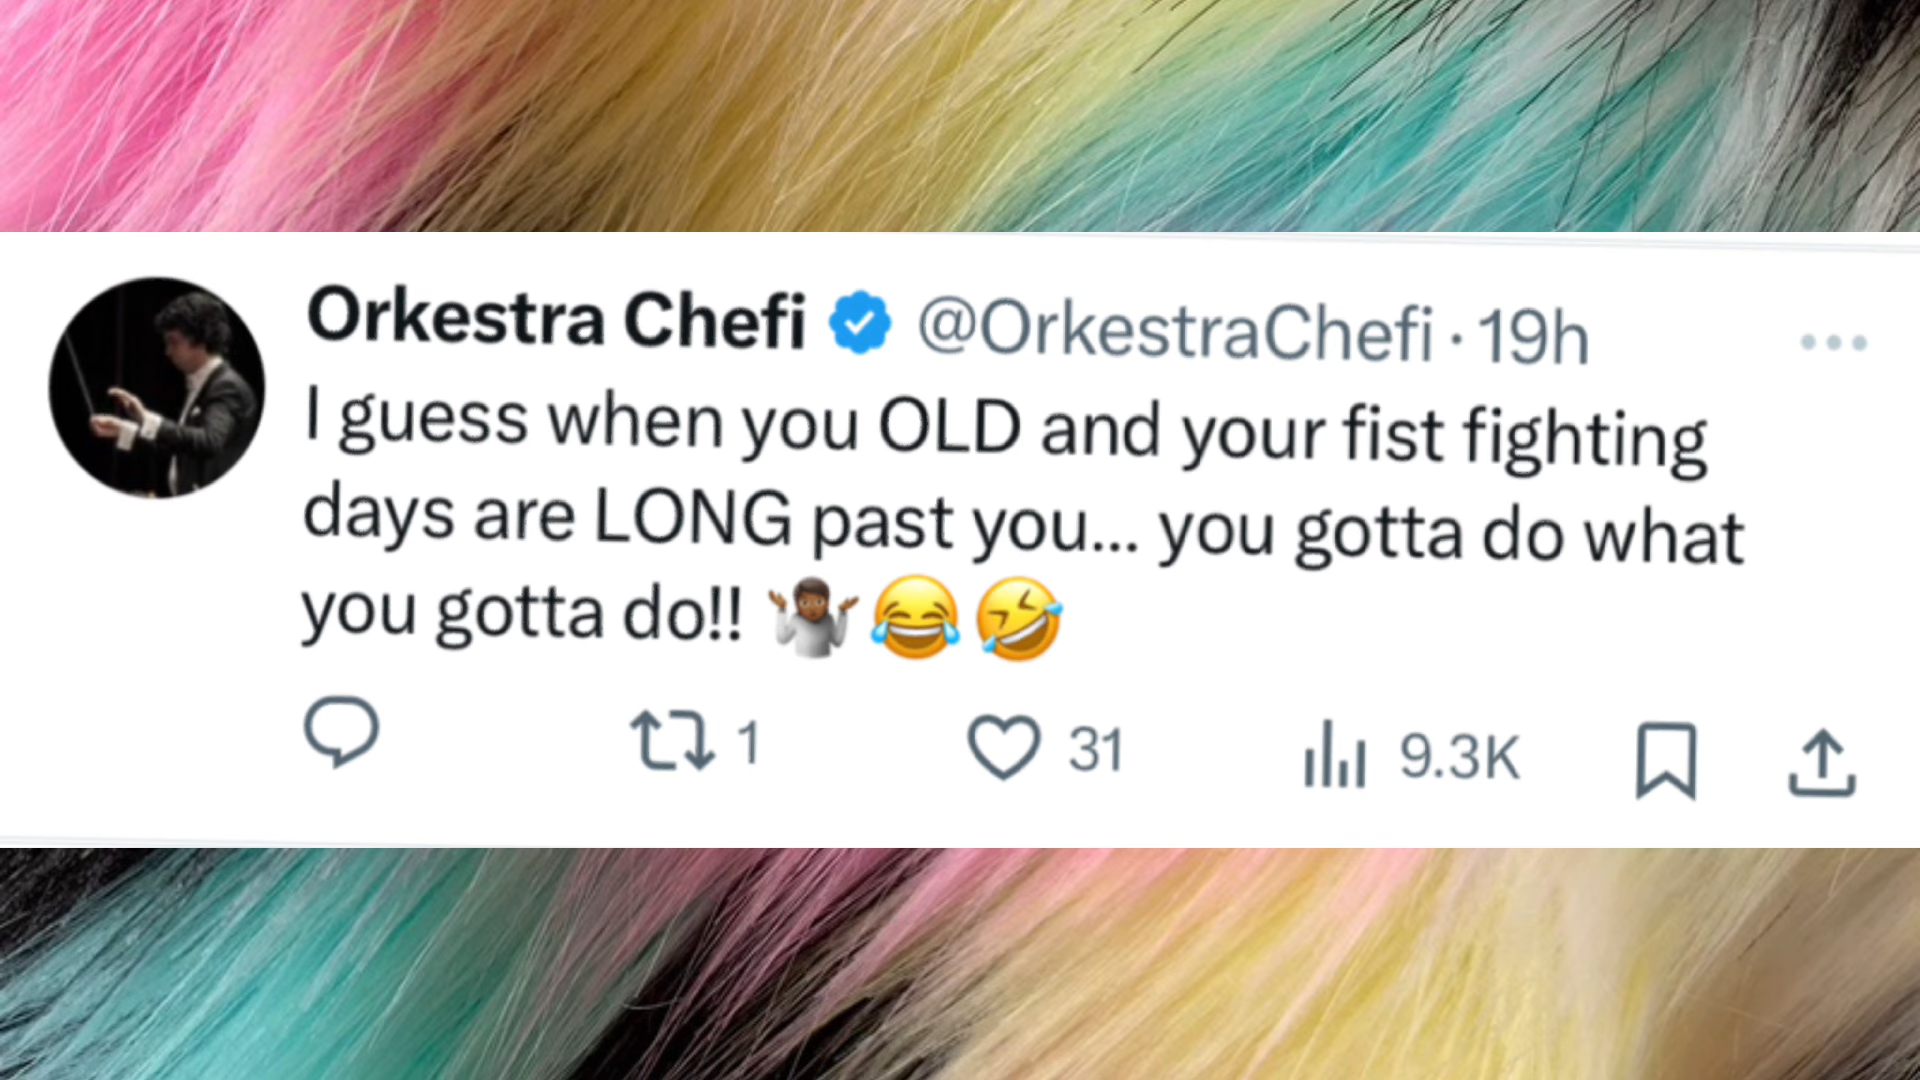 Orkestra Chefi @OrkestraChefi · 19h
I guess when you OLD and your fist fighting
days are LONG past you... you gotta do what
you gotta do!! 🤷🏾‍♂️😂🤣
1 31 9.3K